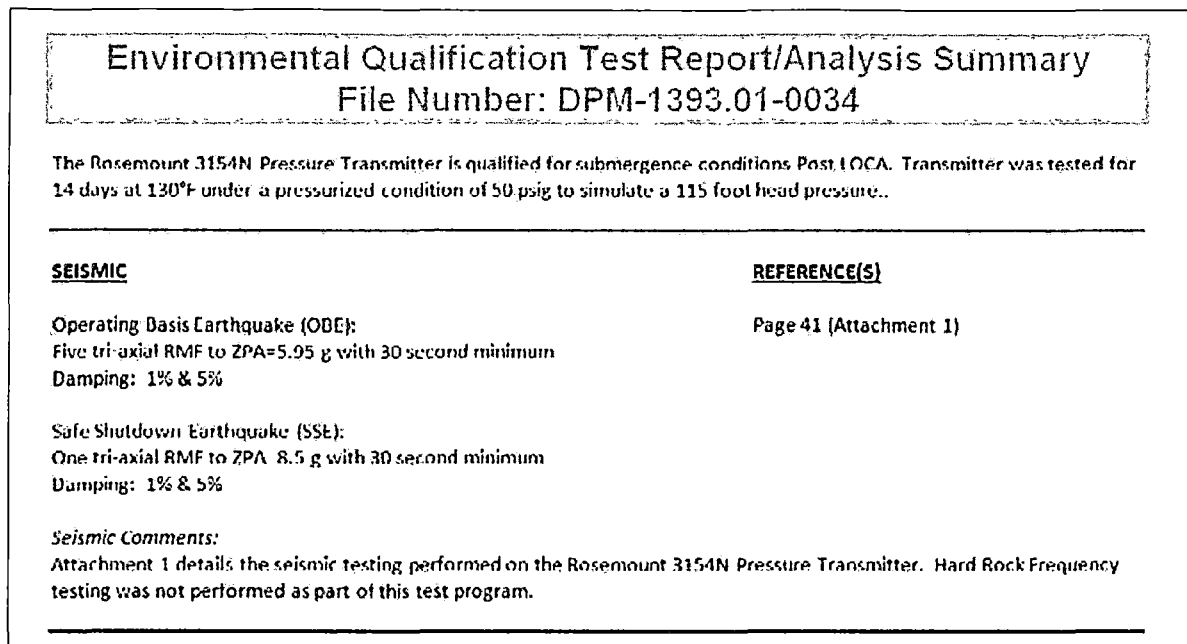 Environmental Qualification Test Report/Analysis Summary
File Number: DPM-1393.01-0034
The Rosemount 3154N Pressure Transmitter is qualified for submergence conditions Post LOCA. Transmitter was tested for
14 days at 130°F under a pressurized condition of 50 psig to simulate a 115 foot head pressure..
SEISMIC
REFERENCE(S)
Operating Basis Earthquake (OBE):
Page 41 (Attachment 1)
Five tri-axial RMF to ZPA=5.95 g with 30 second minimum
Damping: 1% & 5%
Safe Shutdown Earthquake (SSE):
One tri-axial RMF to ZPA 8.5 g with 30 second minimum
Damping: 1% & 5%
Seismic Comments:
Attachment 1 details the seismic testing performed on the Rosemount 3154N Pressure Transmitter. Hard Rock Frequency
testing was not performed as part of this test program.